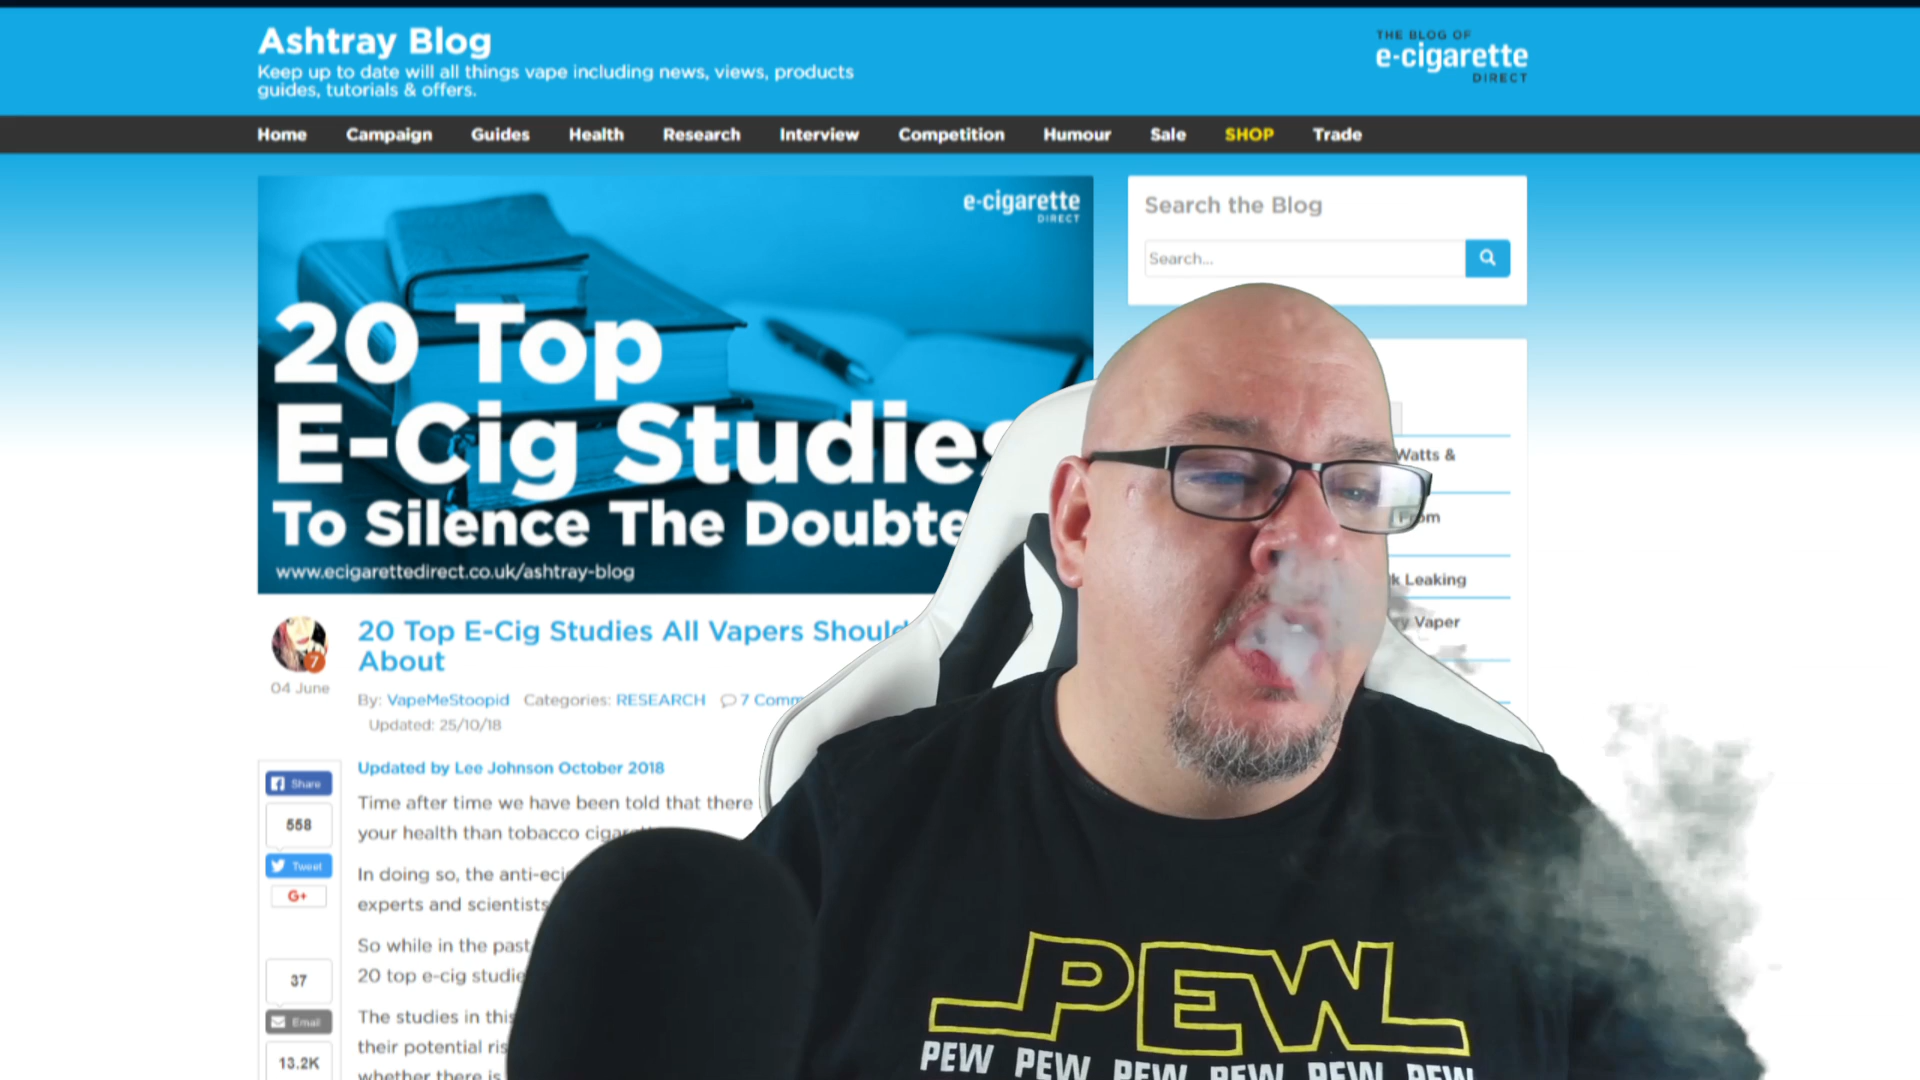 Ashtray Blog
Keep up to date will all things vape including news, views, products
guides, tutorials & offers.
THE BLOG OF
e-cigarette
DIRECT
Home Campaign Guides Health Research Interview Competition Humour Sale SHOP Trade
e-cigarette
DIRECT
20 Top
E-Cig Studies
To Silence The Doubte
www.ecigarettedirect.co.uk/ashtray-blog
Search the Blog
Search...
Watts &
From
k Leaking
ry Vaper
7
04 June
20 Top E-Cig Studies All Vapers Should
About
By: VapeMeStoopid Categories: RESEARCH 7 Comm
Updated: 25/10/18
Updated by Lee Johnson October 2018
Time after time we have been told that there
your health than tobacco cigar
In doing so, the anti-eci
experts and scientists
So while in the past
20 top e-cig studie
The studies in this
their potential ris
whether there is
Share
558
Tweet
G+
37
Email
13.2K
PEW
PEW PEW PEW PEW PEW PEW